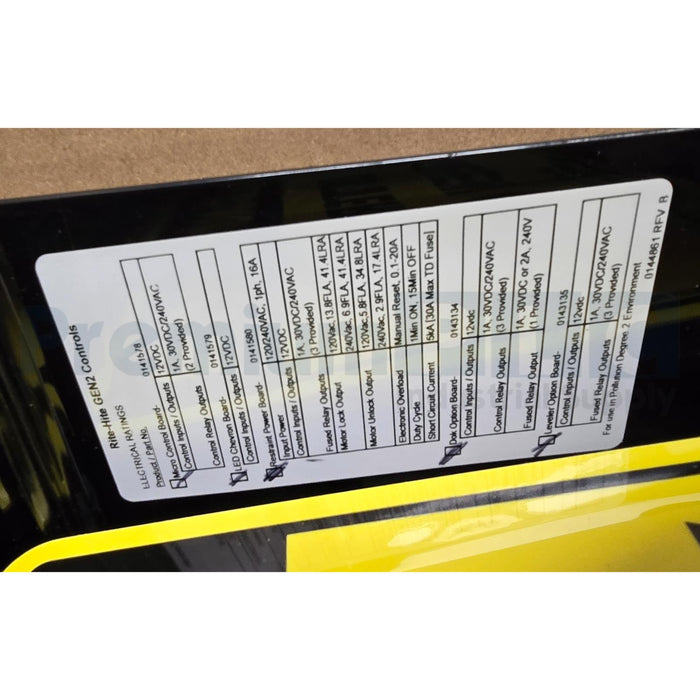 Rite-Hite GEN2 Controls
ELECTRICAL RATINGS
Product / Part No.
Micro Control Board- 0141578
Control Inputs / Outputs 12VDC
Control Relay Outputs 1A, 30VDC/240VAC
(2 Provided)
LED Chevron Board- 0141579
Control Inputs / Outputs 12VDC
Restraint Power Board- 0141580
Input Power 120/240VAC, 1ph, 16A
Control Inputs / Outputs 12VDC
Fused Relay Outputs 1A, 30VDC/240VAC
(3 Provided)
Motor Lock Output 120Vac, 13.8FLA, 41.4LRA
240Vac, 6.9FLA, 41.4LRA
Motor Unlock Output 120Vac, 5.8FLA, 34.8LRA
240Vac, 2.9FLA, 17.4LRA
Electronic Overload Manual Reset, 0.1-20A
Duty Cycle 1Min ON, 15Min OFF
Short Circuit Current 5kA [30A Max TD Fuse]
Dok Option Board- 0143134
Control Inputs / Outputs 12vdc
Control Relay Outputs 1A, 30VDC/240VAC
(3 Provided)
Fused Relay Output 1A, 30VDC or 2A, 240V
(1 Provided)
Leveler Option Board- 0143135
Control Inputs / Outputs 12vdc
Fused Relay Outputs 1A, 30VDC/240VAC
(3 Provided)
For use in Pollution Degree 2 Environment
0144861 REV B